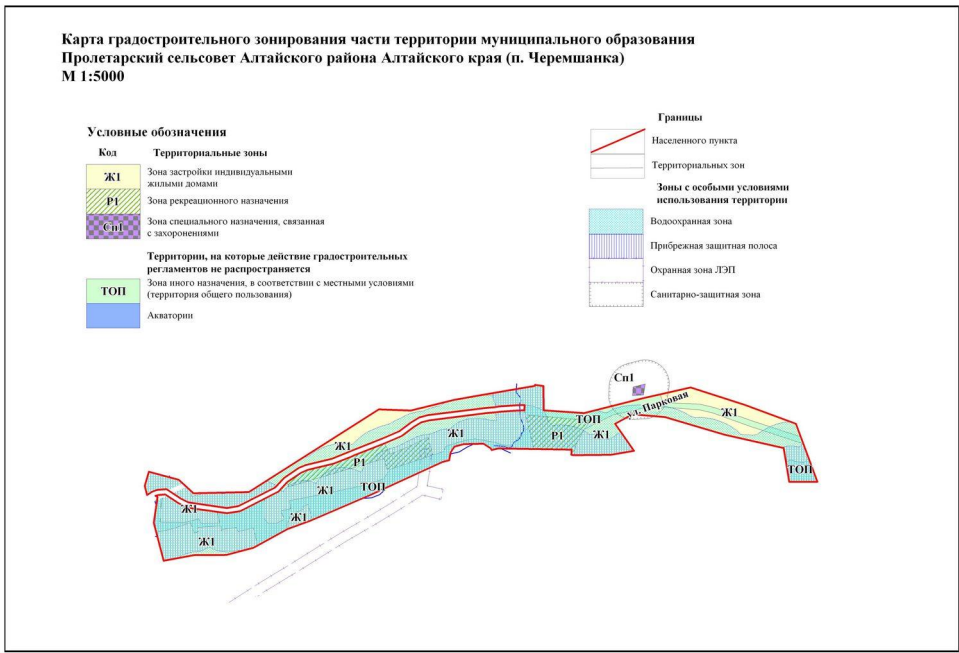 Карта градостроительного зонирования части территории муниципального образования
Пролетарский сельсовет Алтайского района Алтайского края (п. Черемшанка)
М 1:5000
Условные обозначения
Код
Территориальные зоны
Ж1
Зона застройки индивидуальными
жилыми домами
Р1
Зона рекреационного назначения
Сп1
Зона специального назначения, связанная
с захоронениями
Территории, на которые действие градостроительных
регламентов не распространяется
ТОП
Зона иного назначения, в соответствии с местными условиями
(территория общего пользования)
Акватории
Границы
Населенного пункта
Территориальных зон
Зоны с особыми условиями
использования территории
Водоохранная зона
Прибрежная защитная полоса
Охранная зона ЛЭП
Санитарно-защитная зона
Сп1
ул. Парковая
Ж1
ТОП
Ж1
Р1
Ж1
Ж1
Р1
ТОП
Ж1
ТОП
Ж1
Ж1
Ж1